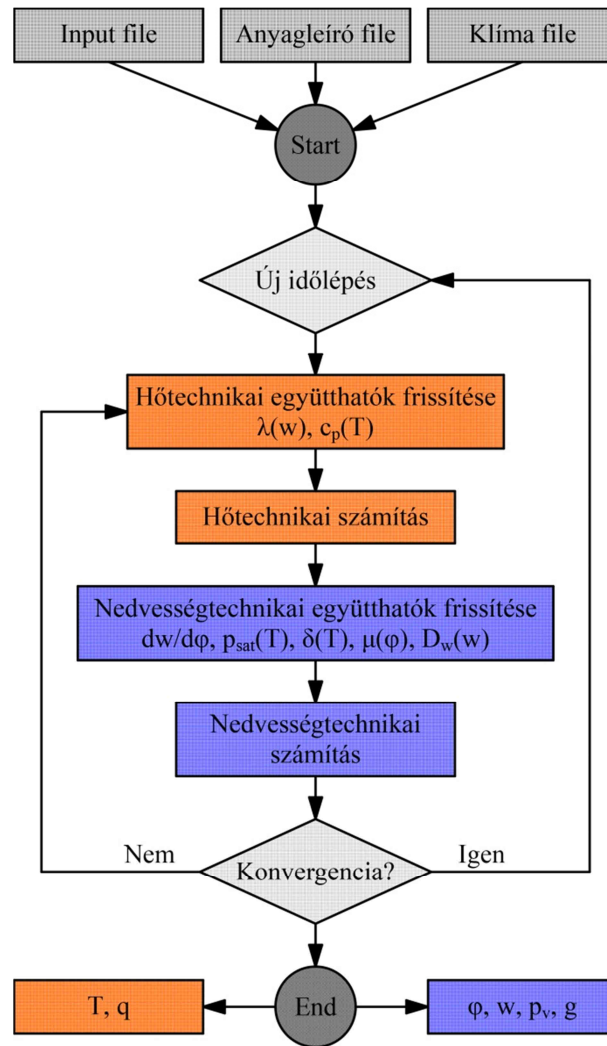 Input file
Anyagleíró file
Klíma file
Start
Új időlépés
Hőtechnikai együtthatók frissítése
λ(w), cₚ(T)
Hőtechnikai számítás
Nedvességtechnikai együtthatók frissítése
dw/dφ, pₛₐₜ(T), δ(T), μ(φ), D_w(w)
Nedvességtechnikai
számítás
Nem
Konvergencia?
Igen
T, q
End
φ, w, pᵥ, g